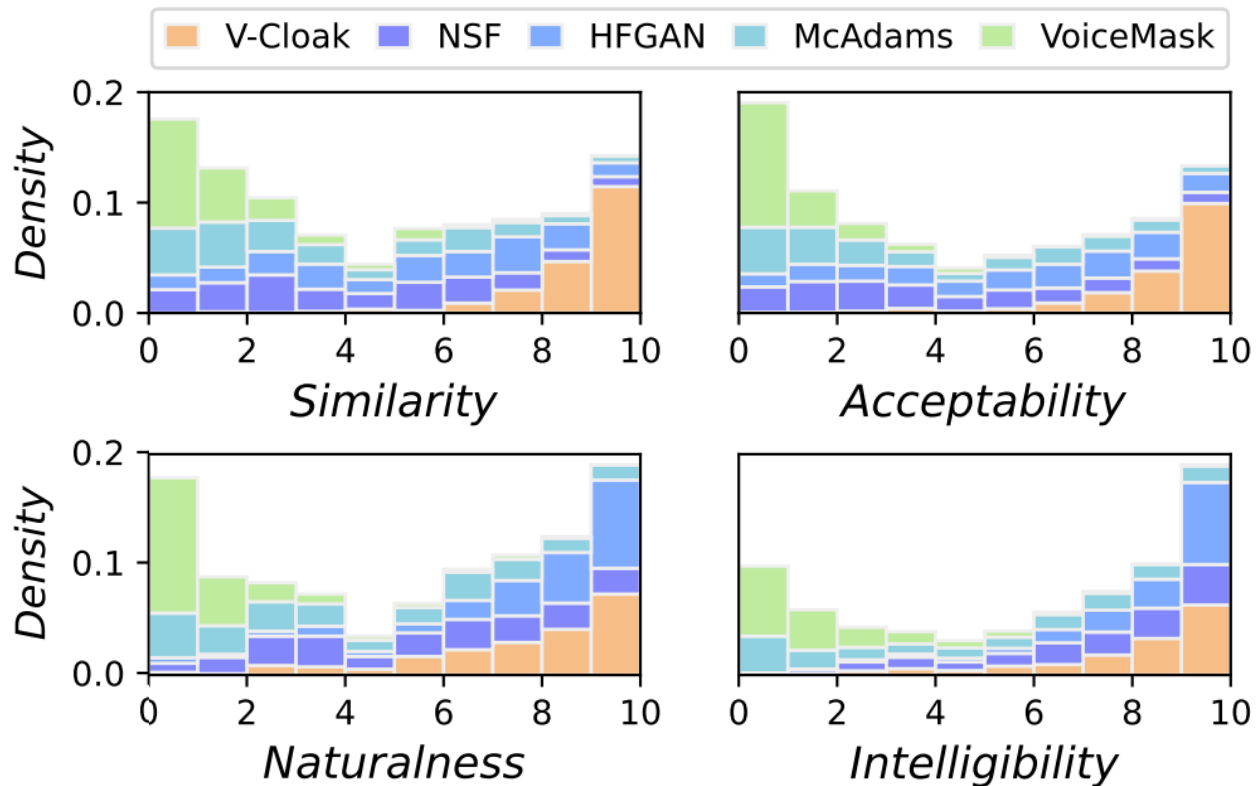 V-Cloak NSF HFGAN McAdams VoiceMask
0.2
0.1
0.0
Density
0 2 4 6 8 10
Similarity
0 2 4 6 8 10
Acceptability
0.2
0.1
0.0
Density
0 2 4 6 8 10
Naturalness
0 2 4 6 8 10
Intelligibility